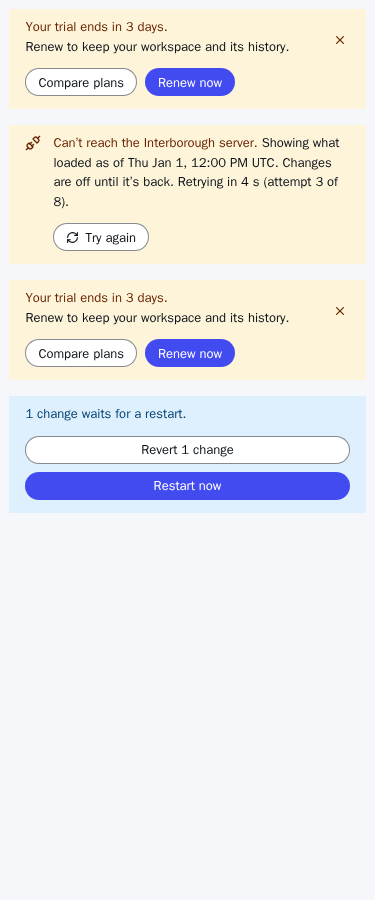 Your trial ends in 3 days.
Renew to keep your workspace and its history.
Compare plans
Renew now
Can’t reach the Interborough server. Showing what
loaded as of Thu Jan 1, 12:00 PM UTC. Changes
are off until it’s back. Retrying in 4 s (attempt 3 of
8).
Try again
Your trial ends in 3 days.
Renew to keep your workspace and its history.
Compare plans
Renew now
1 change waits for a restart.
Revert 1 change
Restart now